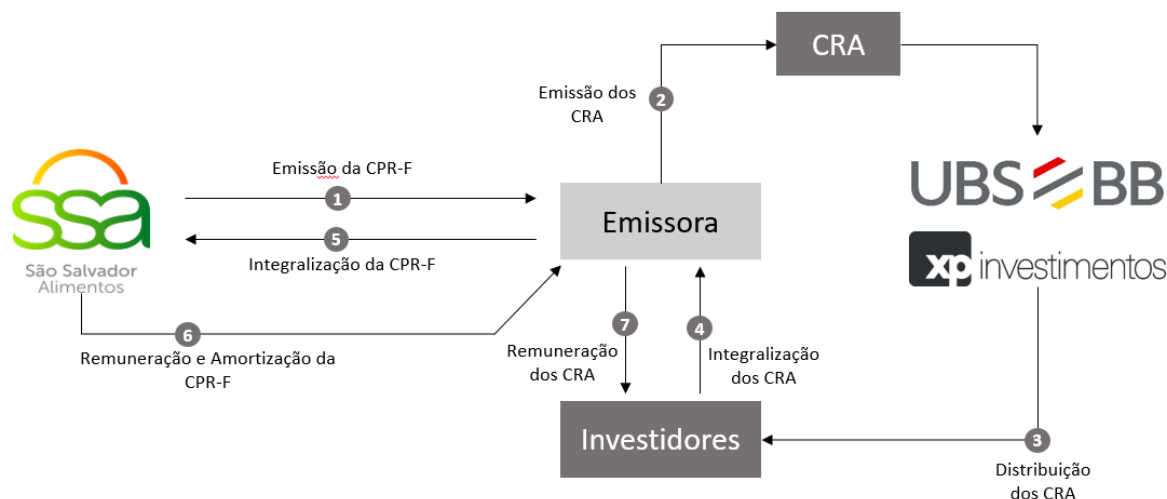 CRA
Emissão dos
CRA
2
UBS BB
xp investimentos
ssa
São Salvador
Alimentos
Emissão da CPR-F
1
Emissora
5
Integralização da CPR-F
6
Remuneração e Amortização da
CPR-F
7
Remuneração
dos CRA
4
Integralização
dos CRA
Investidores
3
Distribuição
dos CRA